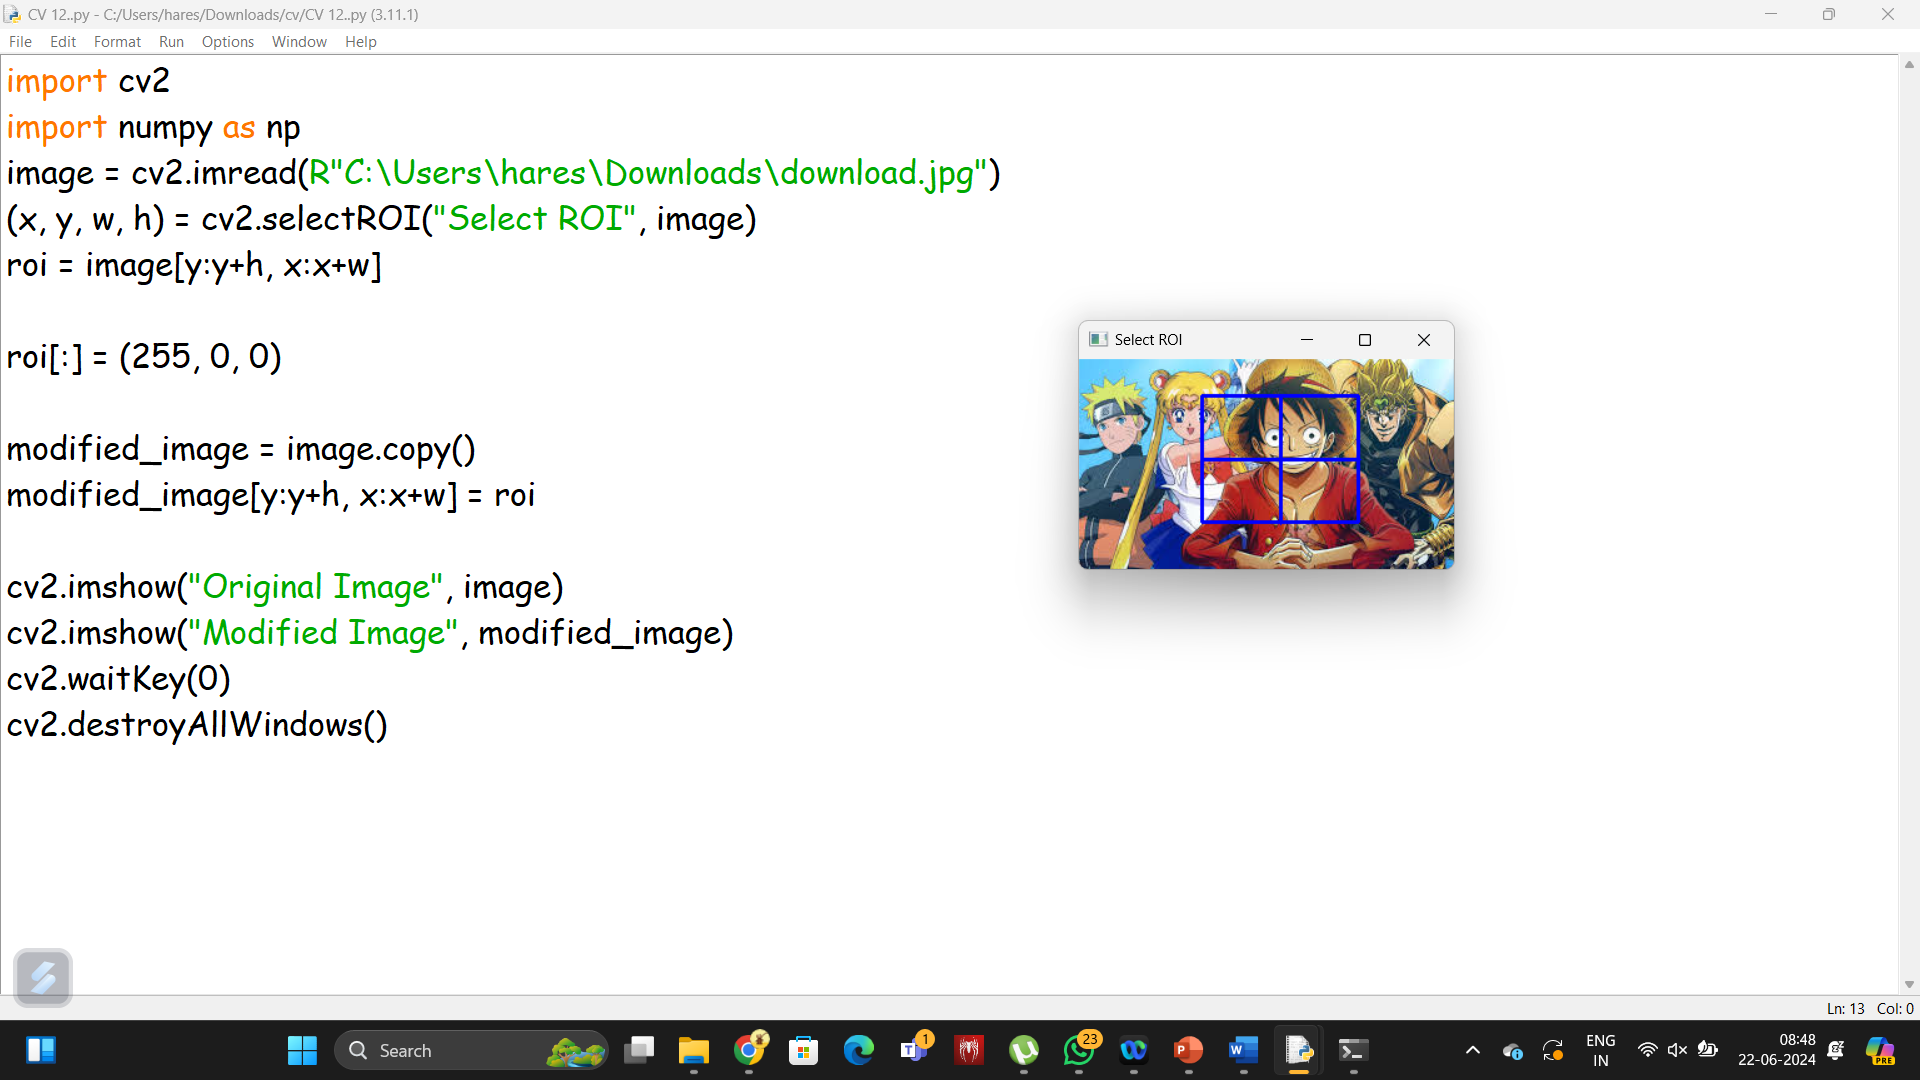 CV 12..py - C:/Users/hares/Downloads/cv/CV 12..py (3.11.1)
File Edit Format Run Options Window Help
import cv2
import numpy as np
image = cv2.imread(R"C:\Users\hares\Downloads\download.jpg")
(x, y, w, h) = cv2.selectROI("Select ROI", image)
roi = image[y:y+h, x:x+w]
roi[:] = (255, 0, 0)
modified_image = image.copy()
modified_image[y:y+h, x:x+w] = roi
cv2.imshow("Original Image", image)
cv2.imshow("Modified Image", modified_image)
cv2.waitKey(0)
cv2.destroyAllWindows()
Select ROI
Ln: 13 Col: 0
Search
1
23
ENG
IN
08:48
22-06-2024
PRE